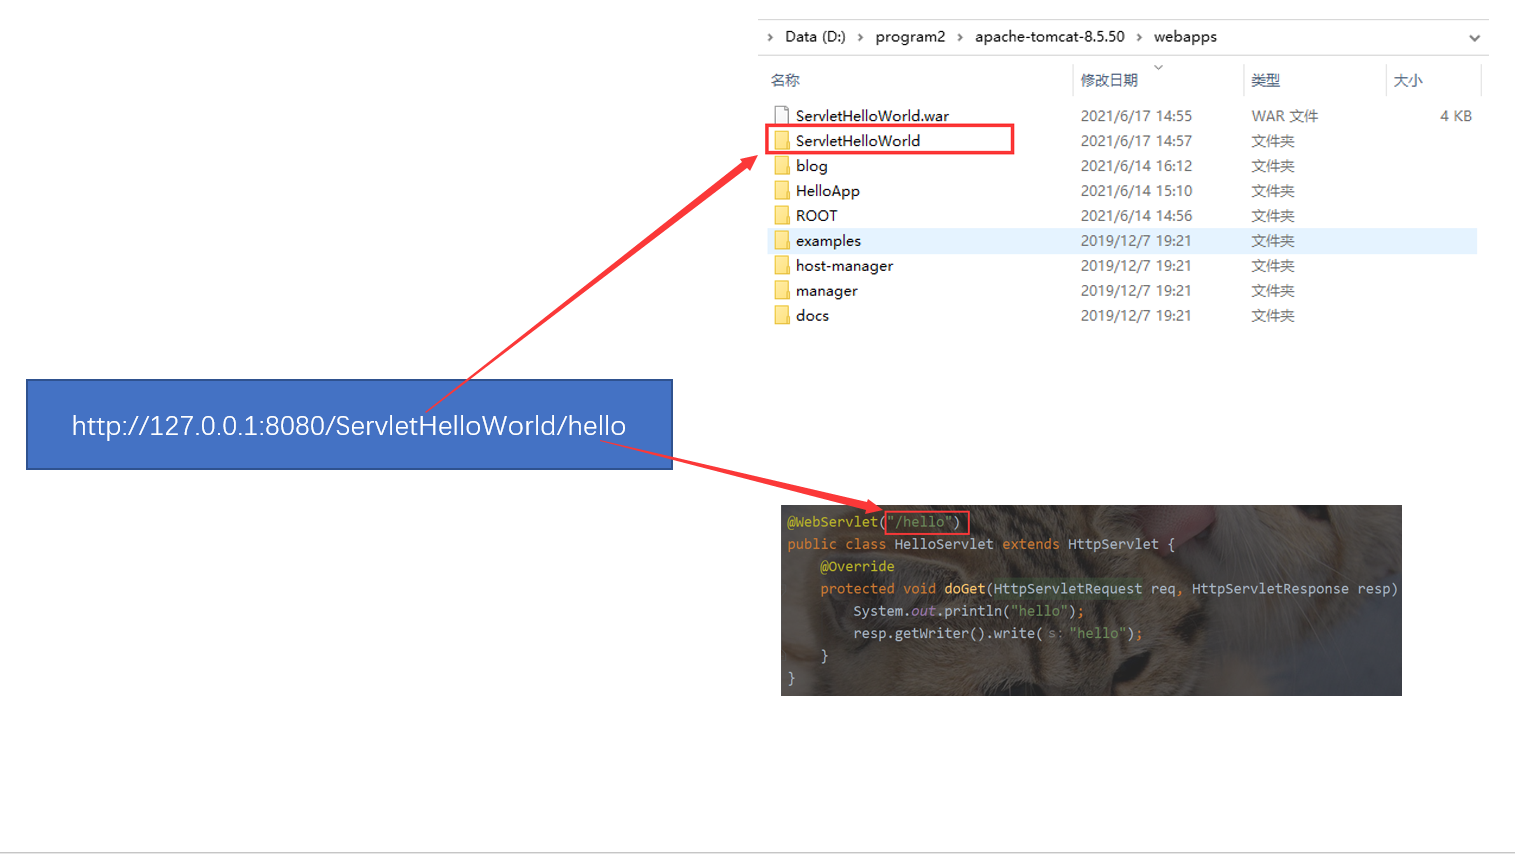 Data (D:) > program2 > apache-tomcat-8.5.50 > webapps
名称 修改日期 类型 大小
ServletHelloWorld.war 2021/6/17 14:55 WAR 文件 4 KB
ServletHelloWorld 2021/6/17 14:57 文件夹
blog 2021/6/14 16:12 文件夹
HelloApp 2021/6/14 15:10 文件夹
ROOT 2021/6/14 14:56 文件夹
examples 2019/12/7 19:21 文件夹
host-manager 2019/12/7 19:21 文件夹
manager 2019/12/7 19:21 文件夹
docs 2019/12/7 19:21 文件夹
http://127.0.0.1:8080/ServletHelloWorld/hello
@WebServlet("/hello")
public class HelloServlet extends HttpServlet {
@Override
protected void doGet(HttpServletRequest req, HttpServletResponse resp)
System.out.println("hello");
resp.getWriter().write( s: "hello");
}
}